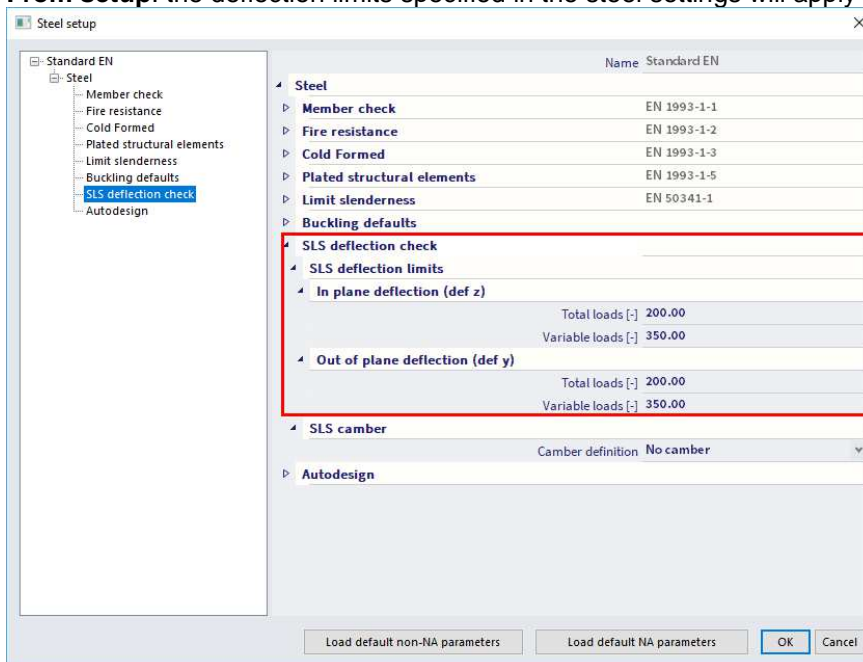 From setup: the deflection limits specified in the steel settings will apply
Steel setup
Standard EN
Steel
Member check
Fire resistance
Cold Formed
Plated structural elements
Limit slenderness
Buckling defaults
SLS deflection check
Autodesign
Name Standard EN
Steel
Member check EN 1993-1-1
Fire resistance EN 1993-1-2
Cold Formed EN 1993-1-3
Plated structural elements EN 1993-1-5
Limit slenderness EN 50341-1
Buckling defaults
SLS deflection check
SLS deflection limits
In plane deflection (def z)
Total loads [-] 200.00
Variable loads [-] 350.00
Out of plane deflection (def y)
Total loads [-] 200.00
Variable loads [-] 350.00
SLS camber
Camber definition No camber
Autodesign
Load default non-NA parameters Load default NA parameters OK Cancel